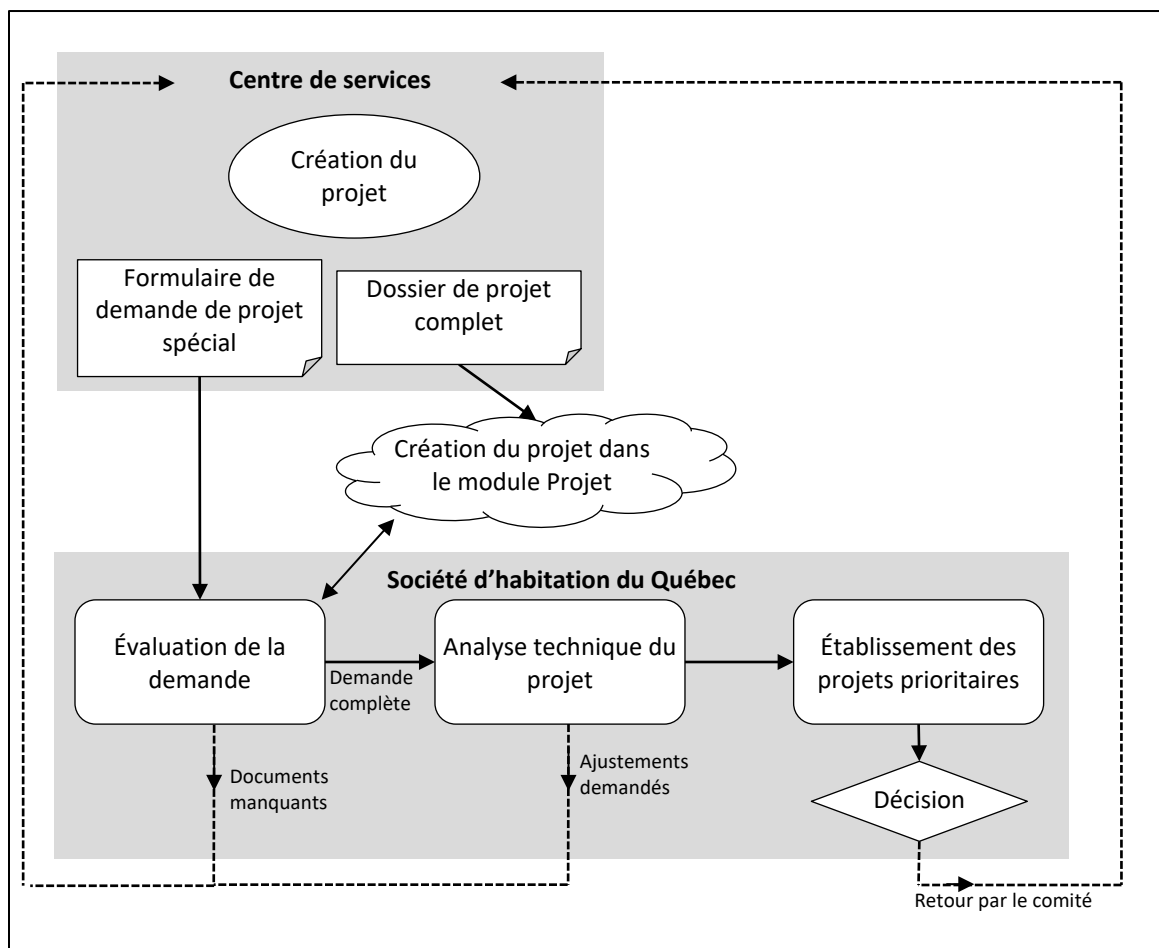 Centre de services
Création du
projet
Formulaire de
demande de projet
spécial
Dossier de projet
complet
Création du projet dans
le module Projet
Société d’habitation du Québec
Évaluation de la
demande
Demande
complète
Analyse technique du
projet
Établissement des
projets prioritaires
Documents
manquants
Ajustements
demandés
Décision
Retour par le comité